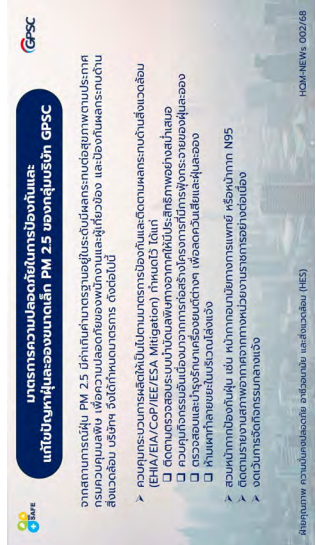 SAFE
มาตรการความปลอดภัยในการป้องกันและ
แก้ไขปัญหาฝุ่นละอองขนาดเล็ก PM 2.5 ของกลุ่มบริษัท GPSC
GPSC
จากสถานการณ์ฝุ่น PM 2.5 มีค่าเกินค่ามาตรฐานอยู่ในระดับมีผลกระทบต่อสุขภาพตามประกาศ
กรมควบคุมมลพิษ เพื่อความปลอดภัยของพนักงานและผู้เกี่ยวข้อง และป้องกันผลกระทบด้าน
สิ่งแวดล้อม บริษัทฯ จึงได้กำหนดมาตรการ ดังต่อไปนี้
➢ ควบคุมกระบวนการผลิตให้เป็นไปตามมาตรการป้องกันและติดตามผลกระทบด้านสิ่งแวดล้อม
(EHIA/EIA/CoP/IEE/ESA Mitigation) กำหนดไว้ ได้แก่
❑ ติดตามตรวจสอบระบบบำบัดมลพิษทางอากาศให้มีประสิทธิภาพอย่างสม่ำเสมอ
❑ ควบคุมกิจกรรมอันเนื่องมาจากการก่อสร้างโครงการที่มีการฟุ้งกระจายของฝุ่นละออง
❑ ตรวจสอบและบำรุงรักษาเครื่องยนต์ต่างๆ เพื่อลดควันเสียและฝุ่นละออง
❑ ห้ามเผาทำลายขยะในบริเวณโล่งแจ้ง
➢ สวมหน้ากากป้องกันฝุ่น เช่น หน้ากากอนามัยทางการแพทย์ หรือหน้ากาก N95
➢ ติดตามรายงานสภาพอากาศจากทางหน่วยงานราชการอย่างต่อเนื่อง
➢ งดเว้นการจัดกิจกรรมกลางแจ้ง
ฝ่ายคุณภาพ ความมั่นคงปลอดภัย อาชีวอนามัย และสิ่งแวดล้อม (HES)
HQM-NEWs 002/68